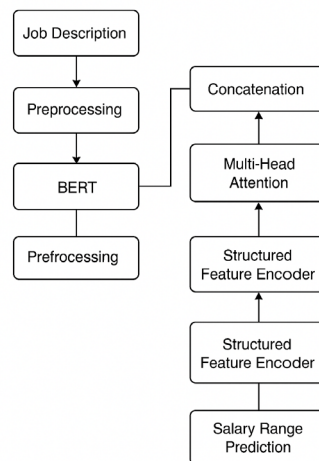 Job Description
Preprocessing
BERT
Prefrocessing
Concatenation
Multi-Head
Attention
Structured
Feature Encoder
Structured
Feature Encoder
Salary Range
Prediction